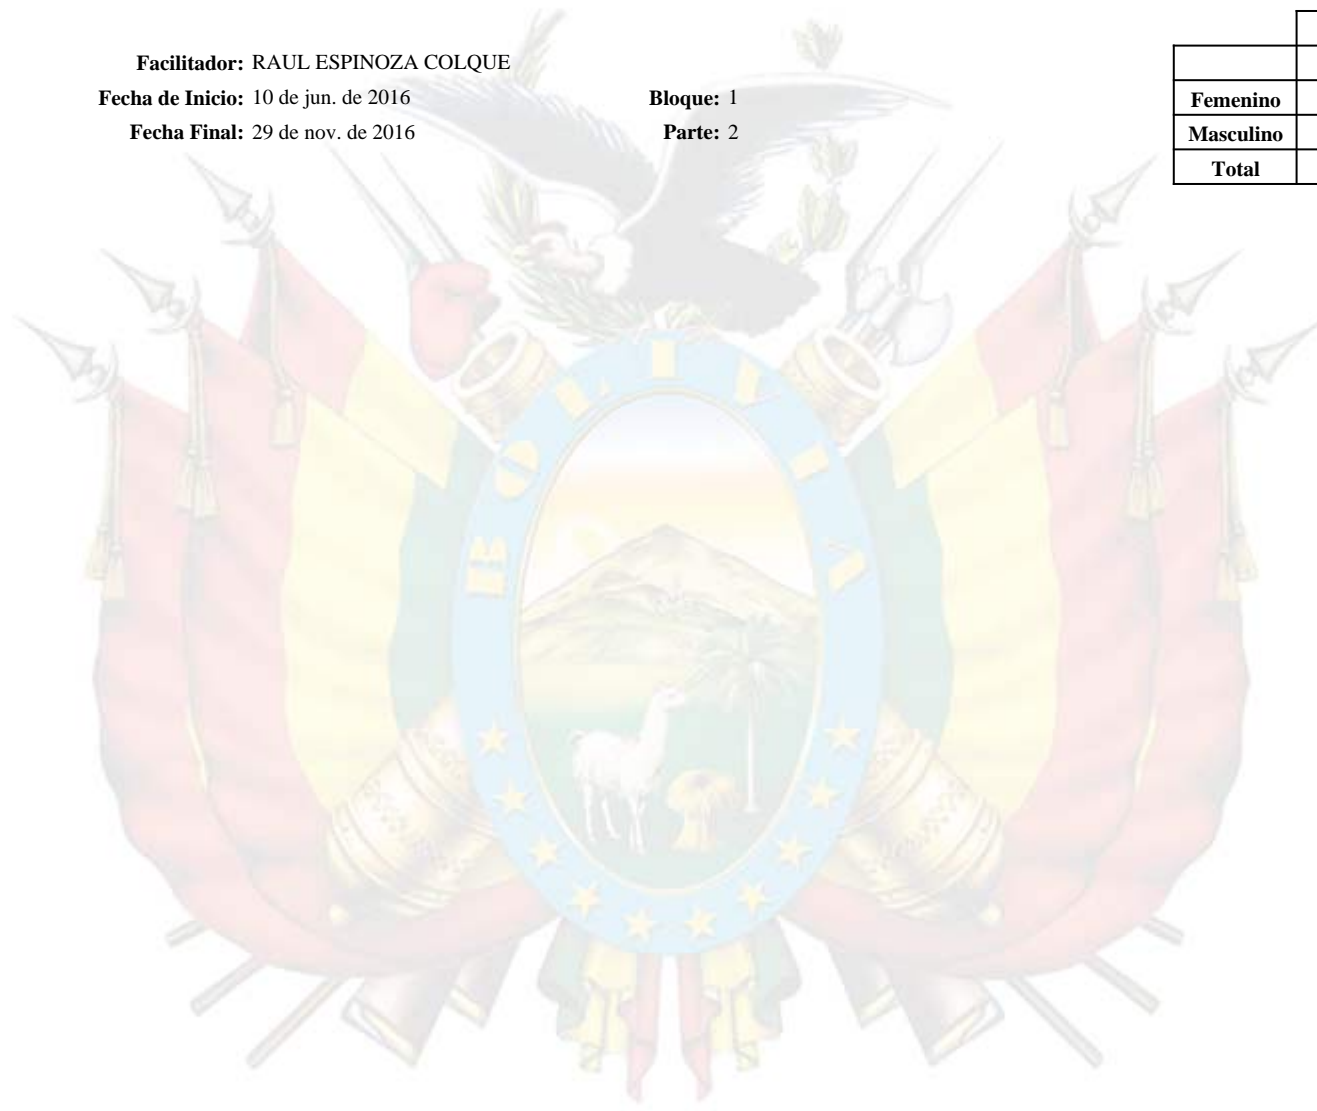 Facilitador: RAUL ESPINOZA COLQUE
Fecha de Inicio: 10 de jun. de 2016 Bloque: 1
Fecha Final: 29 de nov. de 2016 Parte: 2
Femenino
Masculino
Total
BOLIVIA